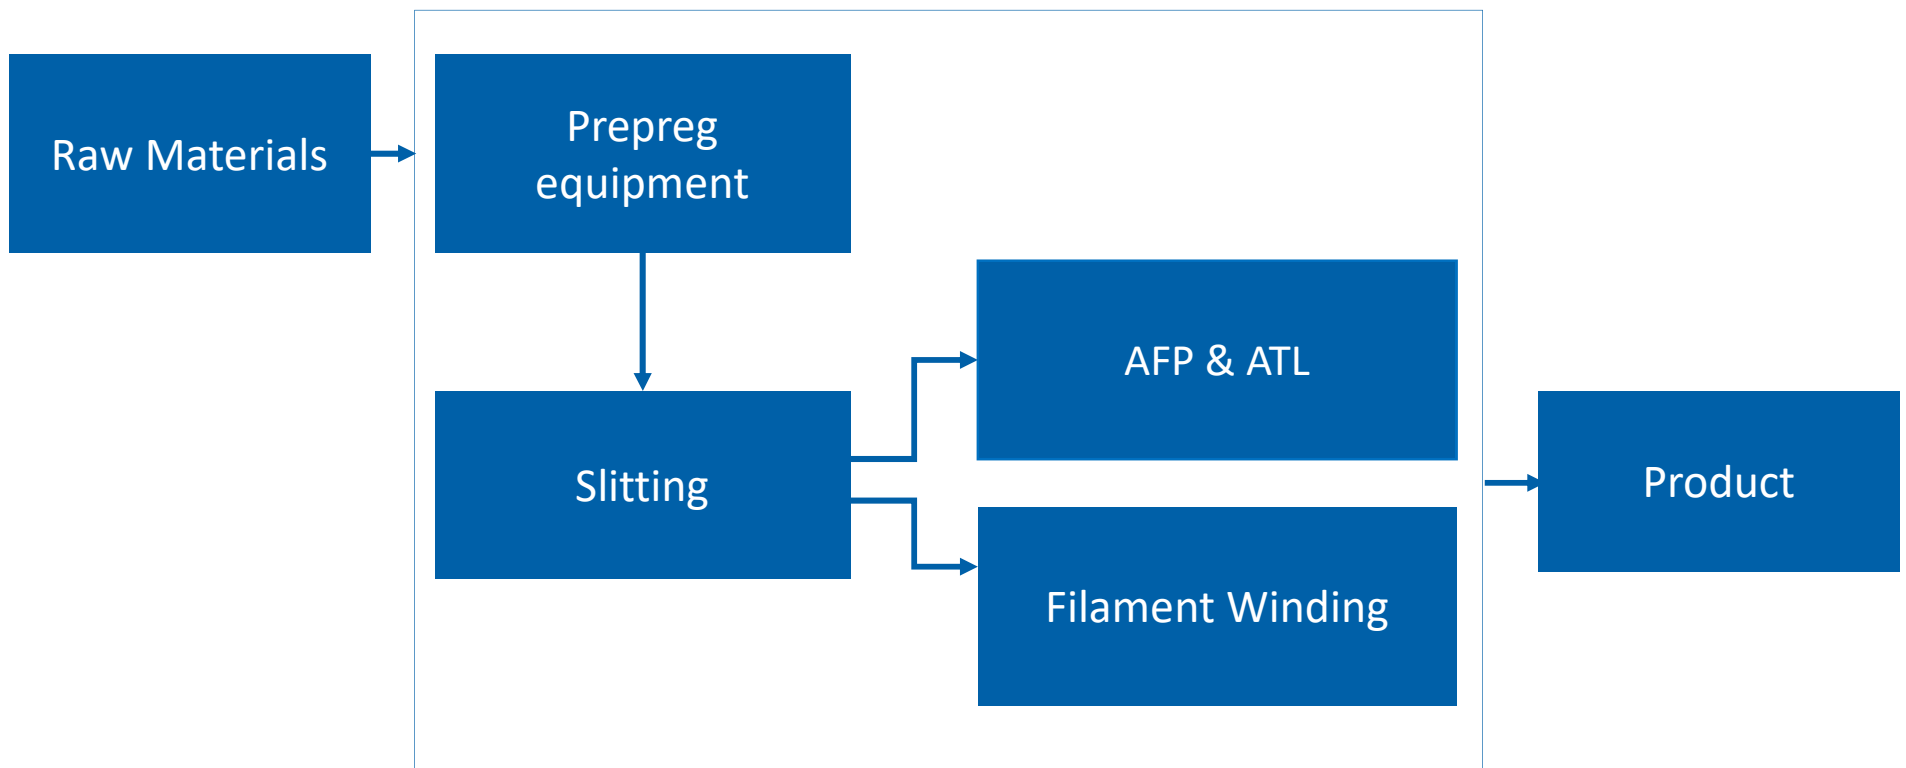 Raw Materials
Prepreg
equipment
Slitting
AFP & ATL
Filament Winding
Product